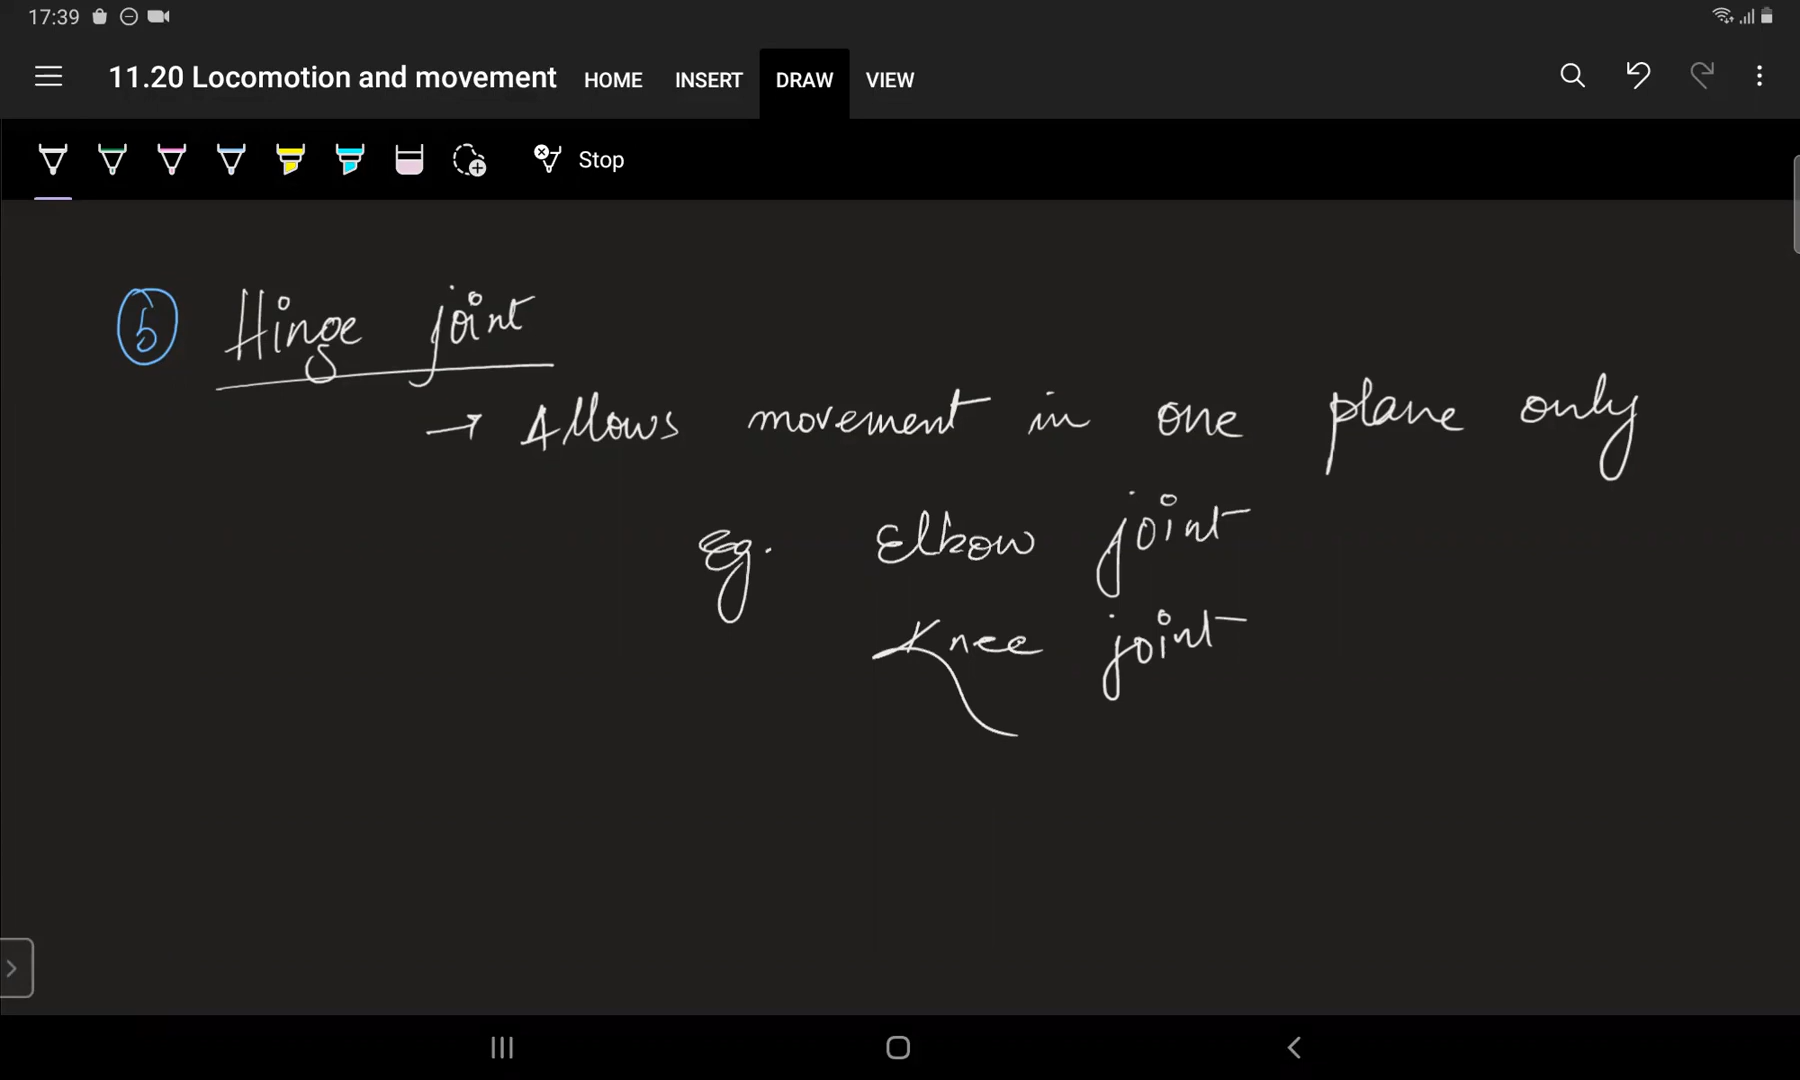 17:39
11.20 Locomotion and movement HOME INSERT DRAW VIEW
Stop
b Hinge joint
→ Allows movement in one plane only
Eg. Elbow joint
Knee joint